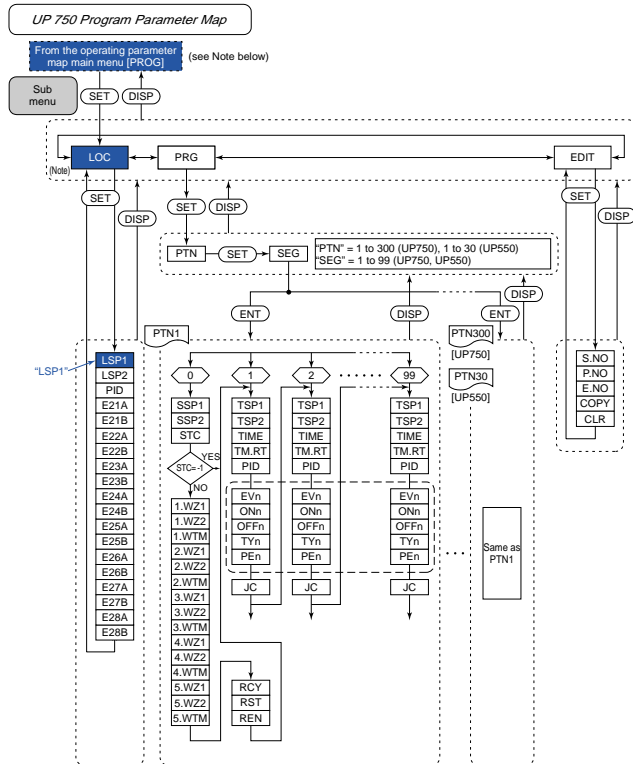 UP 750 Program Parameter Map
From the operating parameter
map main menu [PROG]
(see Note below)
Sub
menu
SET
DISP
LOC
PRG
EDIT
(Note)
SET
DISP
SET
DISP
SET
DISP
PTN
SET
SEG
"PTN" = 1 to 300 (UP750), 1 to 30 (UP550)
"SEG" = 1 to 99 (UP750, UP550)
ENT
DISP
ENT
DISP
PTN1
PTN300
[UP750]
PTN30
[UP550]
"LSP1"
LSP1
LSP2
PID
E21A
E21B
E22A
E22B
E23A
E23B
E24A
E24B
E25A
E25B
E26A
E26B
E27A
E27B
E28A
E28B
0
1
2
99
SSP1
SSP2
STC
STC= -1
YES
NO
1.WZ1
1.WZ2
1.WTM
2.WZ1
2.WZ2
2.WTM
3.WZ1
3.WZ2
3.WTM
4.WZ1
4.WZ2
4.WTM
5.WZ1
5.WZ2
5.WTM
TSP1
TSP2
TIME
TM.RT
PID
EVn
ONn
OFFn
TYn
PEn
JC
RCY
RST
REN
TSP1
TSP2
TIME
TM.RT
PID
EVn
ONn
OFFn
TYn
PEn
JC
TSP1
TSP2
TIME
TM.RT
PID
EVn
ONn
OFFn
TYn
PEn
JC
Same as
PTN1
S.NO
P.NO
E.NO
COPY
CLR